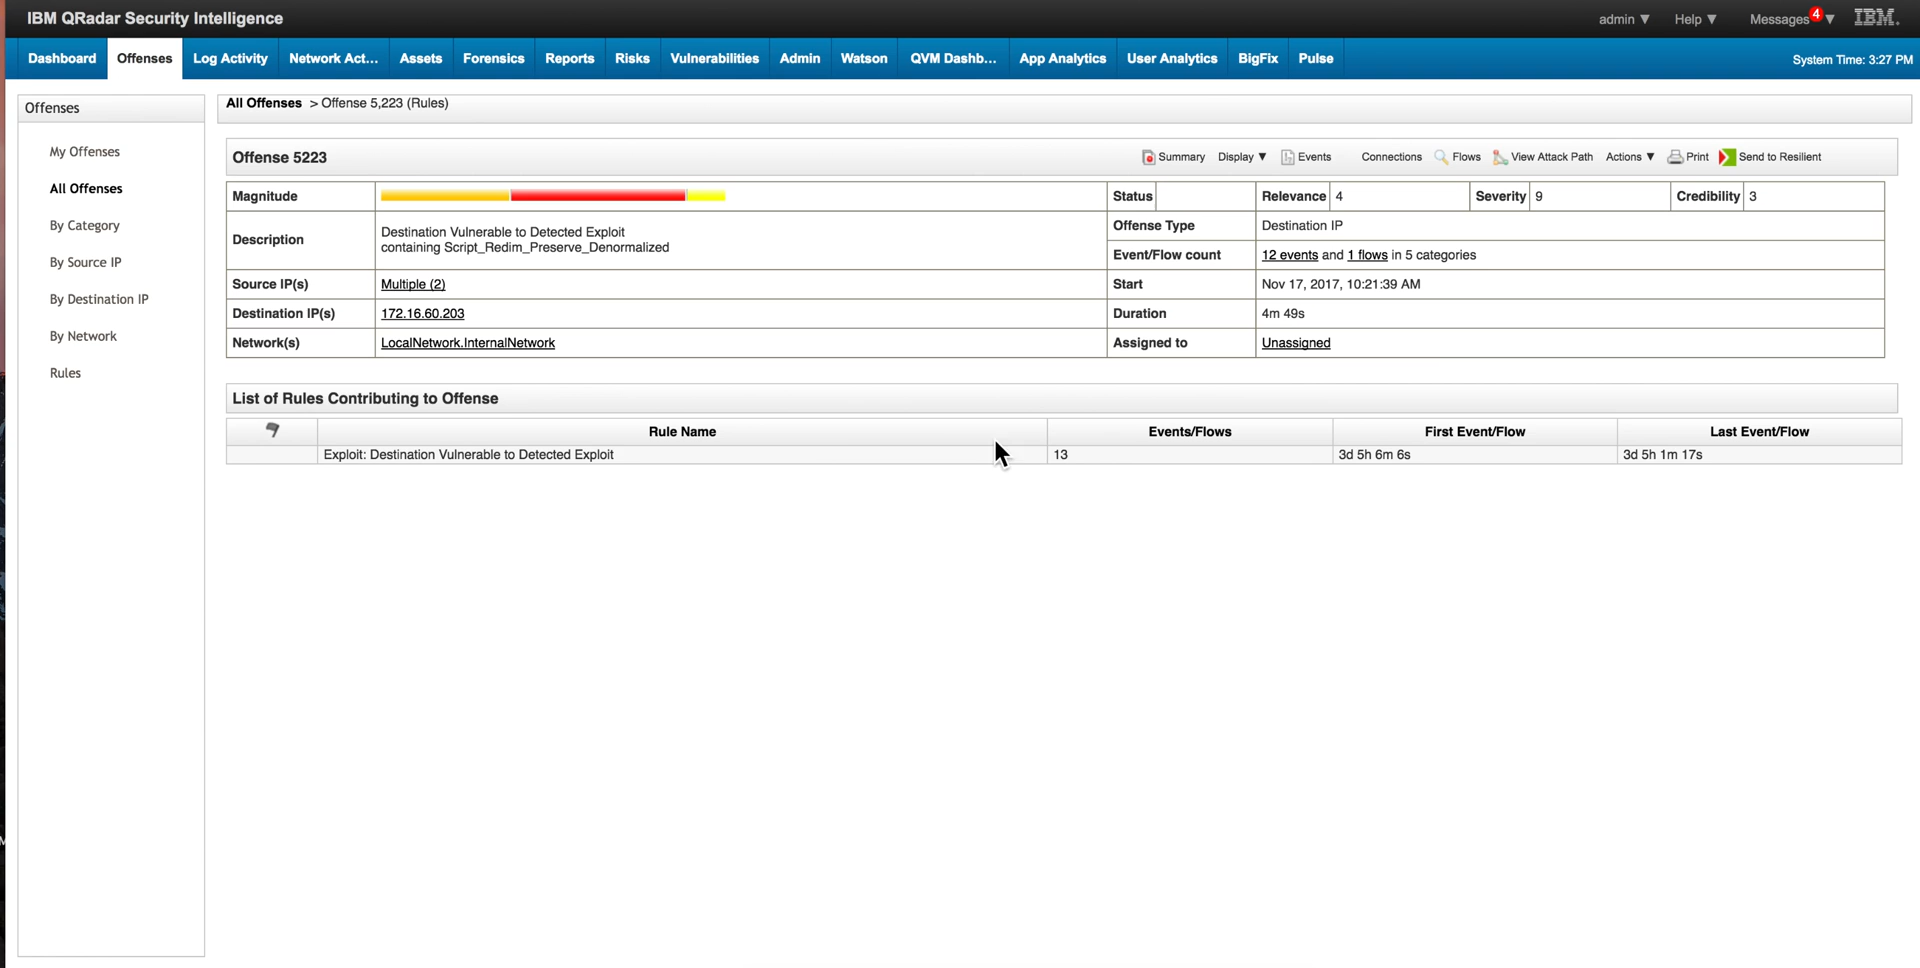 IBM QRadar Security Intelligence
admin ▼ Help ▼ Messages 4 ▼ IBM.
Dashboard Offenses Log Activity Network Act... Assets Forensics Reports Risks Vulnerabilities Admin Watson QVM Dashb... App Analytics User Analytics BigFix Pulse System Time: 3:27 PM
Offenses
My Offenses
All Offenses
By Category
By Source IP
By Destination IP
By Network
Rules
All Offenses > Offense 5,223 (Rules)
Offense 5223 Summary Display ▼ Events Connections Flows View Attack Path Actions ▼ Print Send to Resilient
Magnitude Status Relevance 4 Severity 9 Credibility 3
Description Destination Vulnerable to Detected Exploit
containing Script_Redim_Preserve_Denormalized
Offense Type Destination IP
Event/Flow count 12 events and 1 flows in 5 categories
Source IP(s) Multiple (2) Start Nov 17, 2017, 10:21:39 AM
Destination IP(s) 172.16.60.203 Duration 4m 49s
Network(s) LocalNetwork.InternalNetwork Assigned to Unassigned
List of Rules Contributing to Offense
Rule Name Events/Flows First Event/Flow Last Event/Flow
Exploit: Destination Vulnerable to Detected Exploit 13 3d 5h 6m 6s 3d 5h 1m 17s